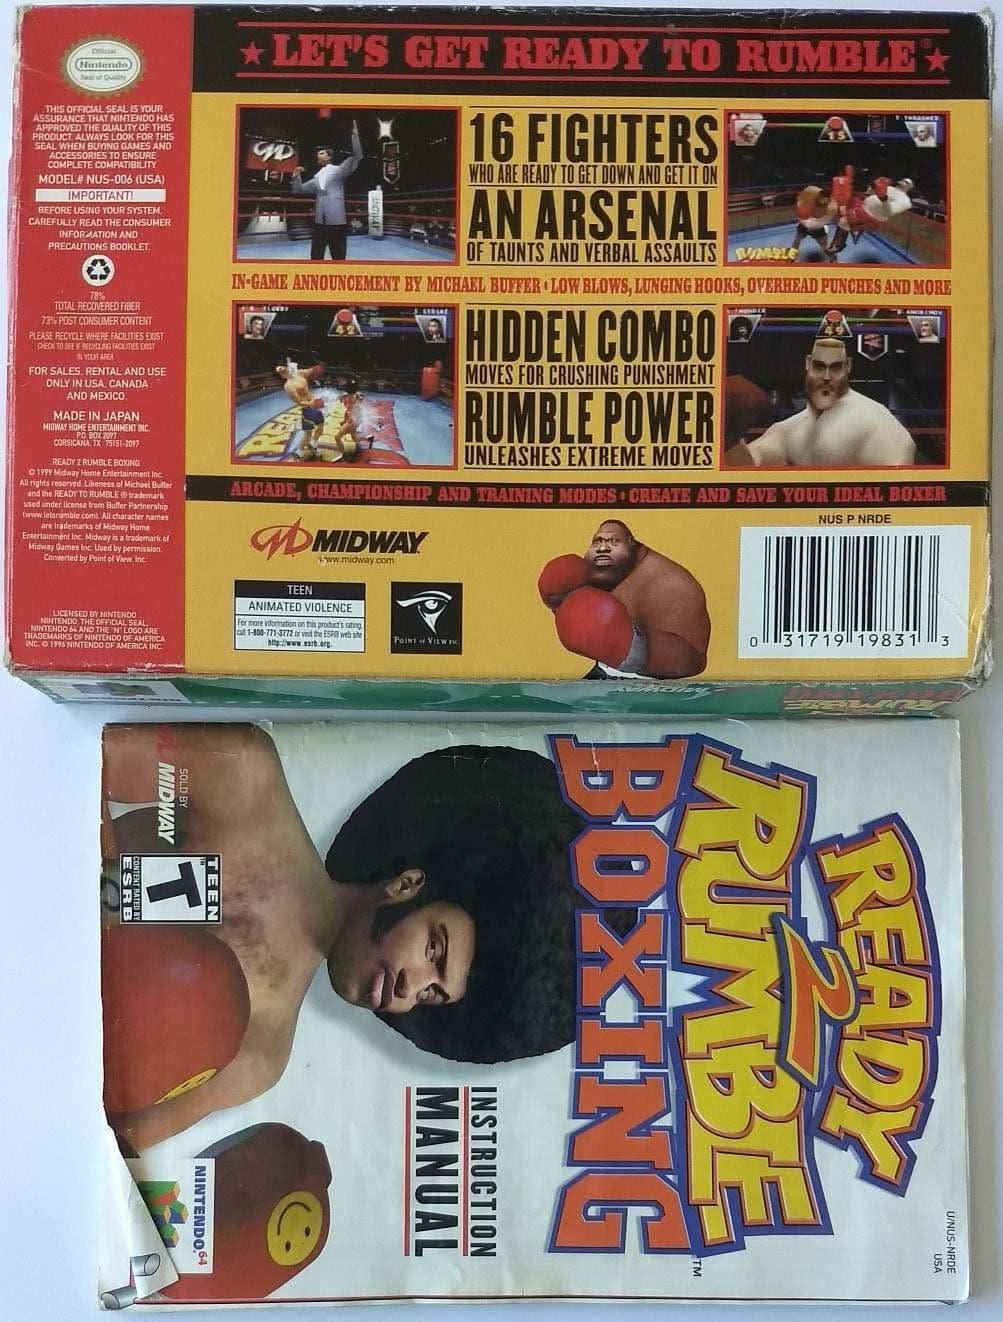 Official
Nintendo
Seal of Quality
THIS OFFICIAL SEAL IS YOUR
ASSURANCE THAT NINTENDO HAS
APPROVED THE QUALITY OF THIS
PRODUCT. ALWAYS LOOK FOR THIS
SEAL WHEN BUYING GAMES AND
ACCESSORIES TO ENSURE
COMPLETE COMPATIBILITY
MODEL# NUS-006 (USA)
IMPORTANT!
BEFORE USING YOUR SYSTEM,
CAREFULLY READ THE CONSUMER
INFORMATION AND
PRECAUTIONS BOOKLET.
78%
TOTAL RECOVERED FIBER
73% POST CONSUMER CONTENT
PLEASE RECYCLE WHERE FACILITIES EXIST
CHECK TO SEE IF RECYCLING FACILITIES EXIST
IN YOUR AREA
FOR SALES, RENTAL AND USE
ONLY IN USA, CANADA
AND MEXICO.
MADE IN JAPAN
MIDWAY HOME ENTERTAINMENT INC.
P.O. BOX 2097
CORSICANA, TX 75151-2097
READY 2 RUMBLE BOXING
© 1999 Midway Home Entertainment Inc.
All rights reserved. Likeness of Michael Buffer
and the READY TO RUMBLE ® trademark
used under license from Buffer Partnership
(www.letsrumble.com). All character names
are trademarks of Midway Home
Entertainment Inc. Midway is a trademark of
Midway Games Inc. Used by permission.
Converted by Point of View, Inc.
LICENSED BY NINTENDO
NINTENDO, THE OFFICIAL SEAL,
NINTENDO 64 AND THE "N" LOGO ARE
TRADEMARKS OF NINTENDO OF AMERICA
INC. © 1996 NINTENDO OF AMERICA INC.
★ LET'S GET READY TO RUMBLE® ★
16 FIGHTERS
WHO ARE READY TO GET DOWN AND GET IT ON
AN ARSENAL
OF TAUNTS AND VERBAL ASSAULTS
RUMBLE
IN-GAME ANNOUNCEMENT BY MICHAEL BUFFER • LOW BLOWS, LUNGING HOOKS, OVERHEAD PUNCHES AND MORE
HIDDEN COMBO
MOVES FOR CRUSHING PUNISHMENT
RUMBLE POWER
UNLEASHES EXTREME MOVES
ARCADE, CHAMPIONSHIP AND TRAINING MODES • CREATE AND SAVE YOUR IDEAL BOXER
MIDWAY
www.midway.com
TEEN
ANIMATED VIOLENCE
For more information on this product's rating,
call 1-800-771-3772 or visit the ESRB web site
http://www.esrb.org.
POINT OF VIEW INC
NUS P NRDE
0 31719 19831 3
MIDWAY
RUMBLE
READY
2
RUMBLE
BOXING
TM
U/NUS-NRDE
USA
INSTRUCTION
MANUAL
NINTENDO64
SOLD BY
MIDWAY
TEEN
T
CONTENT RATED BY
ESRB